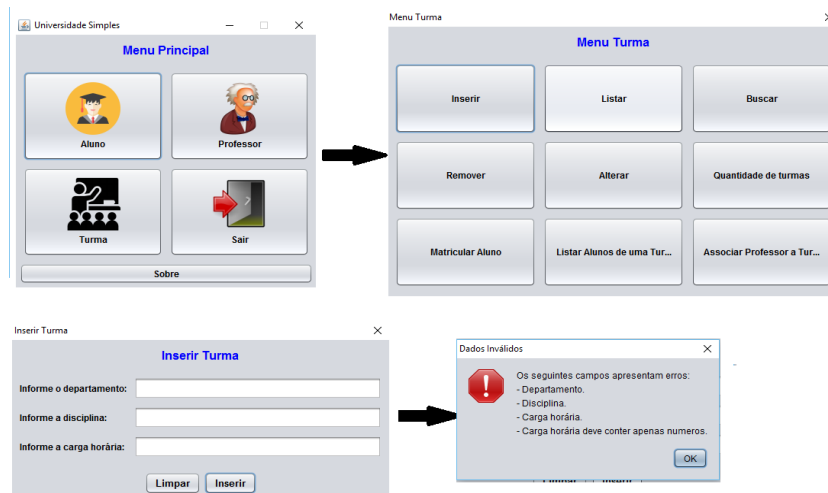 Universidade Simples
Menu Principal
Aluno
Professor
Turma
Sair
Sobre
Menu Turma
Menu Turma
Inserir
Listar
Buscar
Remover
Alterar
Quantidade de turmas
Matricular Aluno
Listar Alunos de uma Tur...
Associar Professor a Tur...
Inserir Turma
Inserir Turma
Informe o departamento:
Informe a disciplina:
Informe a carga horária:
Limpar
Inserir
Dados Inválidos
Os seguintes campos apresentam erros:
- Departamento.
- Disciplina.
- Carga horária.
- Carga horária deve conter apenas numeros.
OK
Limpar
Inserir